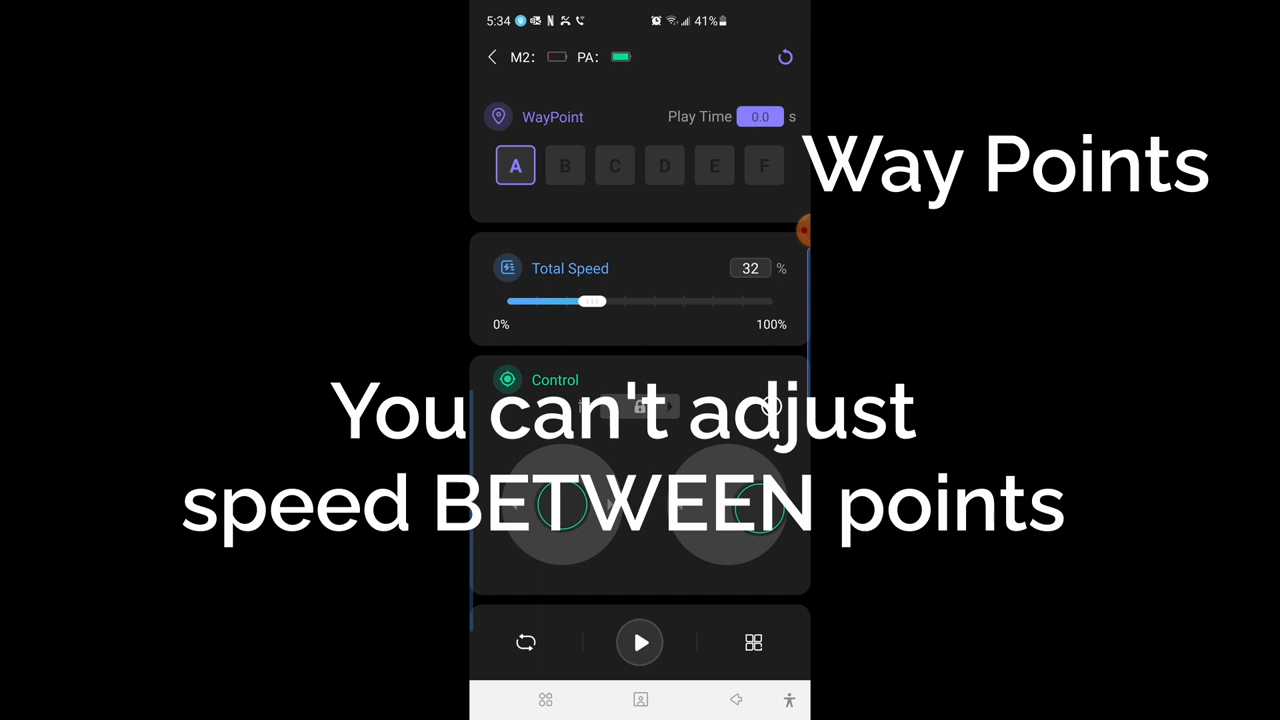 5:34 41%
M2: PA:
WayPoint Play Time 0.0 s
A B C D E F
Way Points
Total Speed 32 %
0% 100%
Control
You can't adjust
speed BETWEEN points